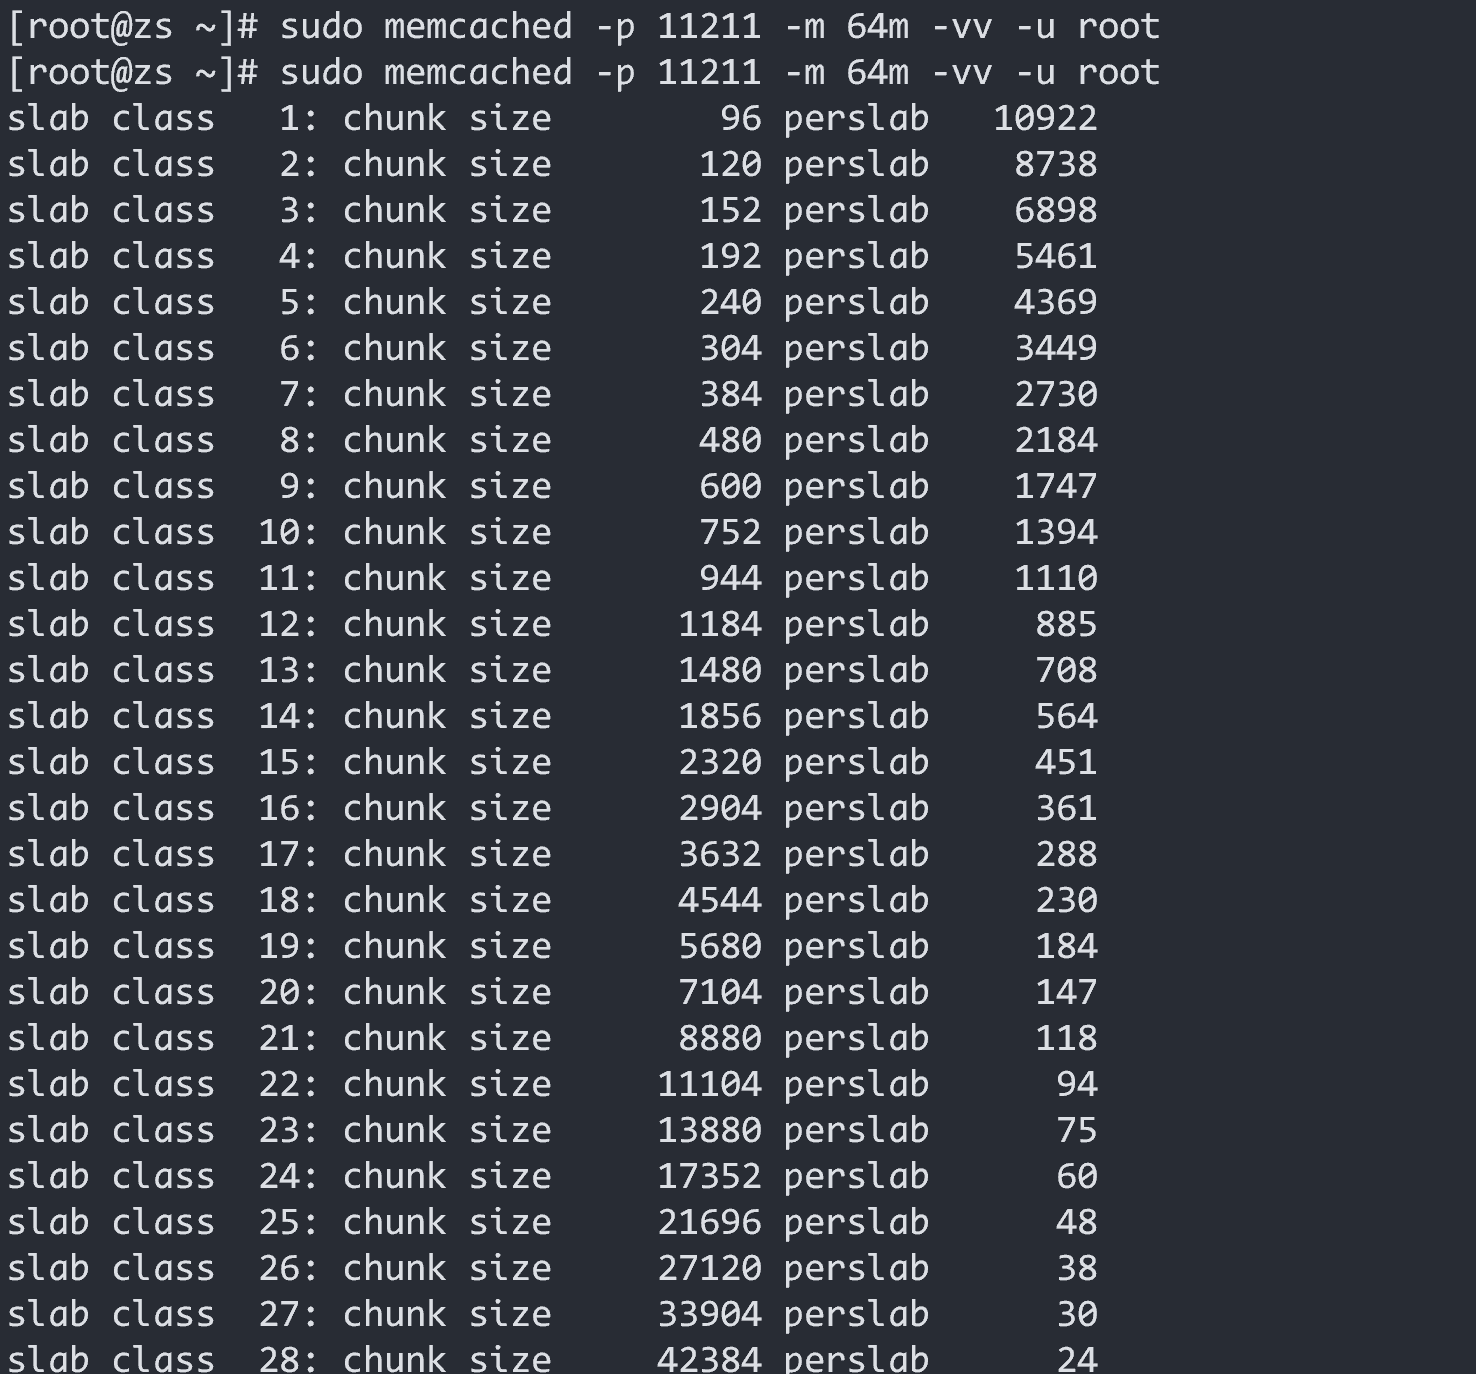 [root@zs ~]# sudo memcached -p 11211 -m 64m -vv -u root
[root@zs ~]# sudo memcached -p 11211 -m 64m -vv -u root
slab class   1: chunk size        96 perslab   10922
slab class   2: chunk size       120 perslab    8738
slab class   3: chunk size       152 perslab    6898
slab class   4: chunk size       192 perslab    5461
slab class   5: chunk size       240 perslab    4369
slab class   6: chunk size       304 perslab    3449
slab class   7: chunk size       384 perslab    2730
slab class   8: chunk size       480 perslab    2184
slab class   9: chunk size       600 perslab    1747
slab class  10: chunk size       752 perslab    1394
slab class  11: chunk size       944 perslab    1110
slab class  12: chunk size      1184 perslab     885
slab class  13: chunk size      1480 perslab     708
slab class  14: chunk size      1856 perslab     564
slab class  15: chunk size      2320 perslab     451
slab class  16: chunk size      2904 perslab     361
slab class  17: chunk size      3632 perslab     288
slab class  18: chunk size      4544 perslab     230
slab class  19: chunk size      5680 perslab     184
slab class  20: chunk size      7104 perslab     147
slab class  21: chunk size      8880 perslab     118
slab class  22: chunk size     11104 perslab      94
slab class  23: chunk size     13880 perslab      75
slab class  24: chunk size     17352 perslab      60
slab class  25: chunk size     21696 perslab      48
slab class  26: chunk size     27120 perslab      38
slab class  27: chunk size     33904 perslab      30
slab class  28: chunk size     42384 perslab      24